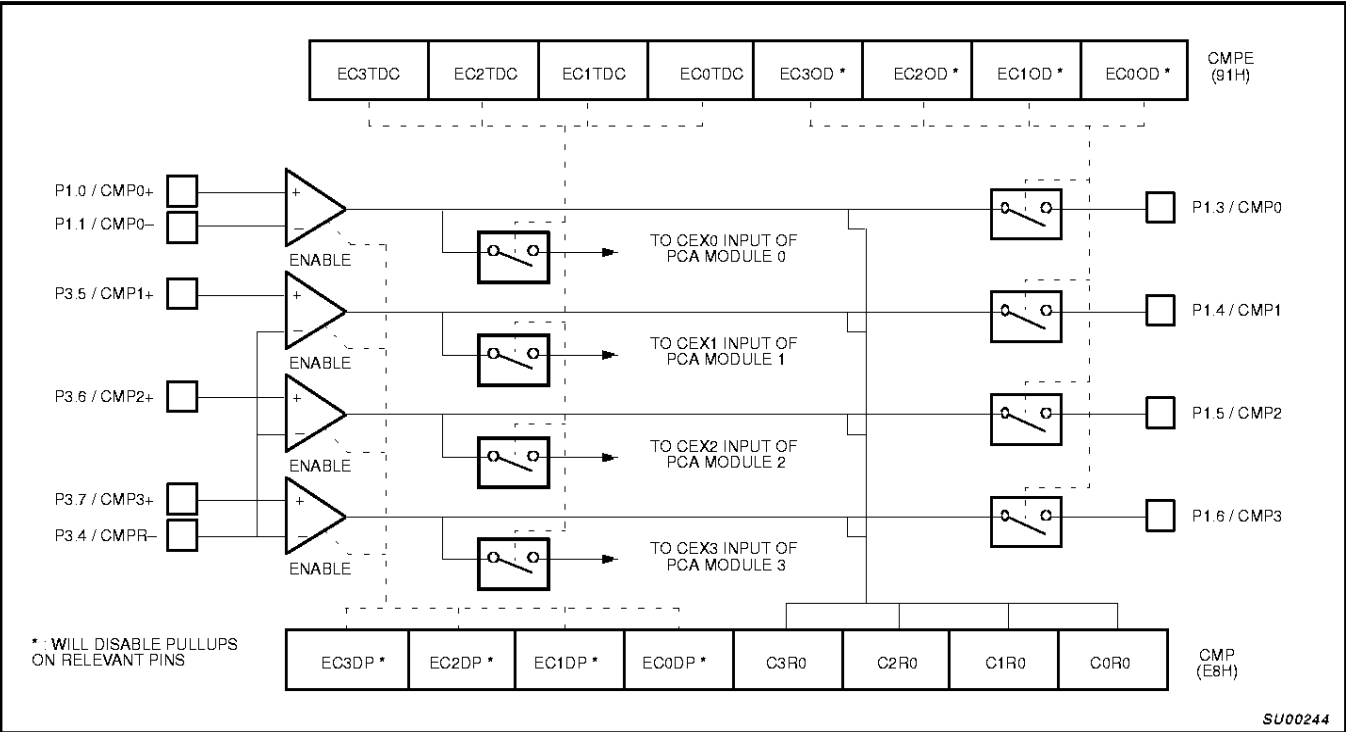 EC3TDC EC2TDC EC1TDC EC0TDC EC3OD * EC2OD * EC1OD * EC0OD * CMPE
(91H)
P1.0 / CMP0+
P1.1 / CMP0–
+
–
ENABLE
TO CEX0 INPUT OF
PCA MODULE 0
P1.3 / CMP0
P3.5 / CMP1+
+
–
ENABLE
TO CEX1 INPUT OF
PCA MODULE 1
P1.4 / CMP1
P3.6 / CMP2+
+
–
ENABLE
TO CEX2 INPUT OF
PCA MODULE 2
P1.5 / CMP2
P3.7 / CMP3+
P3.4 / CMPR–
+
–
ENABLE
TO CEX3 INPUT OF
PCA MODULE 3
P1.6 / CMP3
* : WILL DISABLE PULLUPS
ON RELEVANT PINS
EC3DP * EC2DP * EC1DP * EC0DP * C3R0 C2R0 C1R0 C0R0 CMP
(E8H)
SU00244